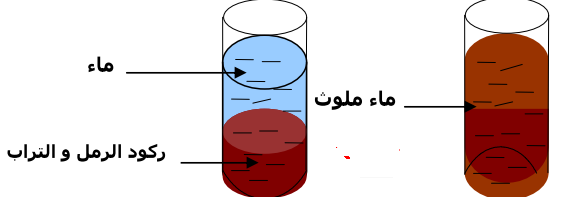 ماء
ماء ملوث
ركود الرمل و التراب